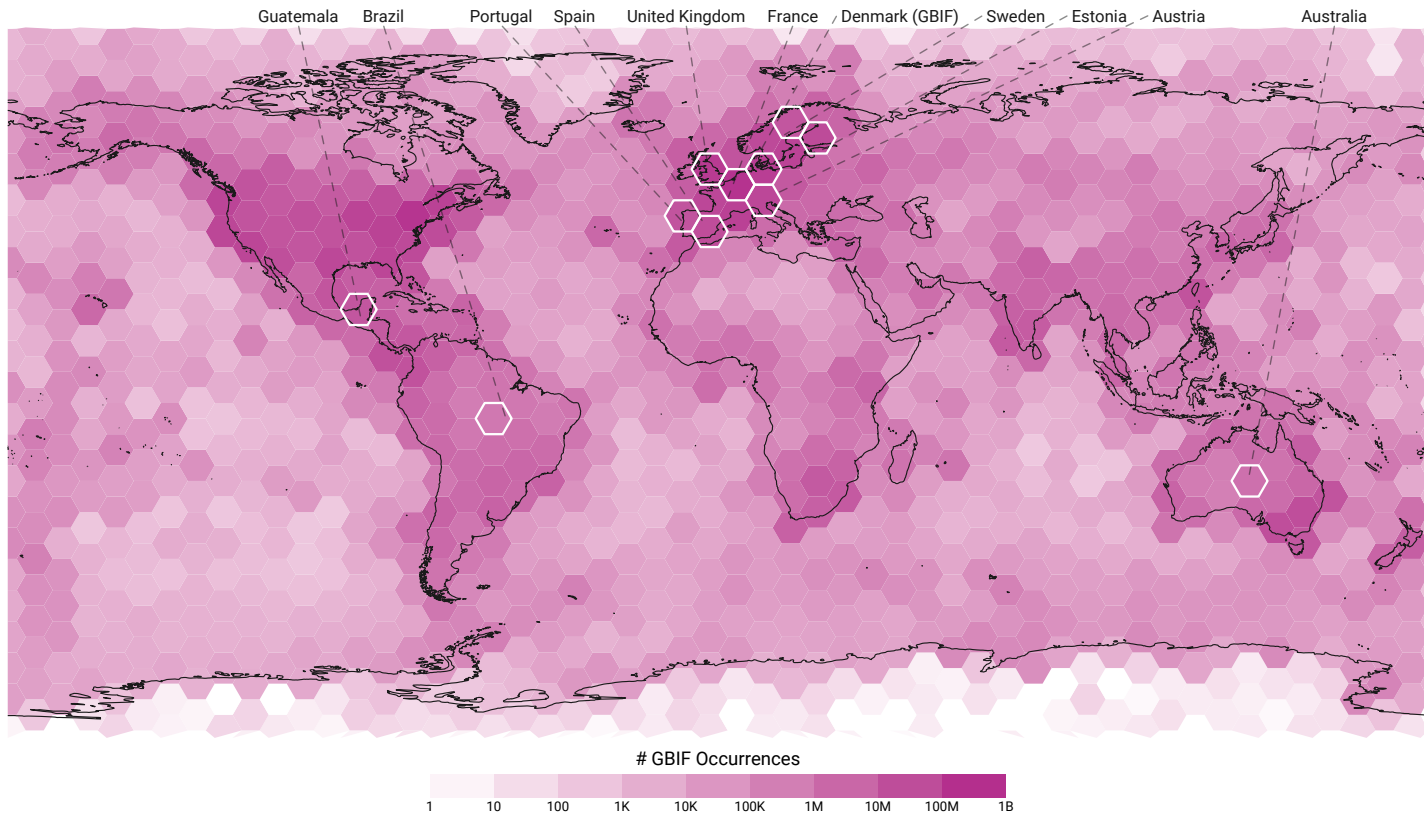 Guatemala Brazil Portugal Spain United Kingdom France Denmark (GBIF) Sweden Estonia Austria Australia
# GBIF Occurrences
1 10 100 1K 10K 100K 1M 10M 100M 1B